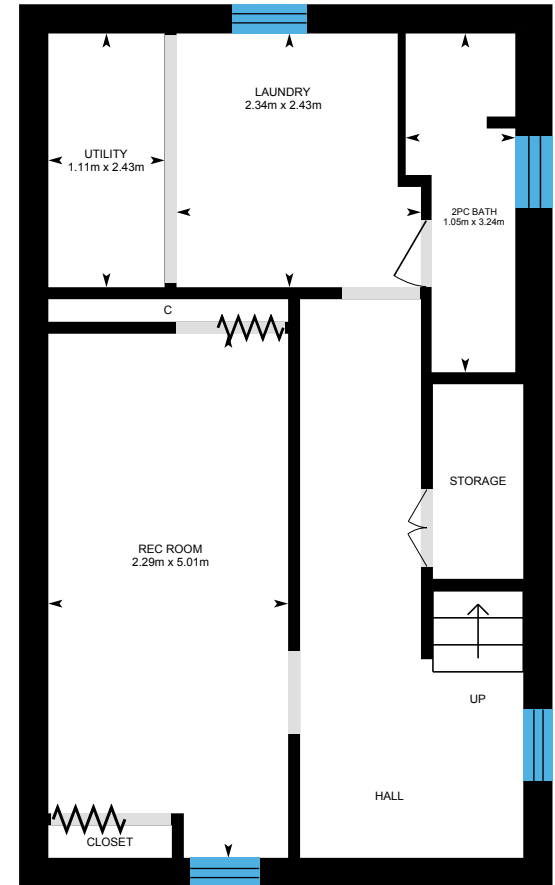 LAUNDRY
2.34m x 2.43m
UTILITY
1.11m x 2.43m
2PC BATH
1.05m x 3.24m
C
STORAGE
REC ROOM
2.29m x 5.01m
UP
HALL
CLOSET